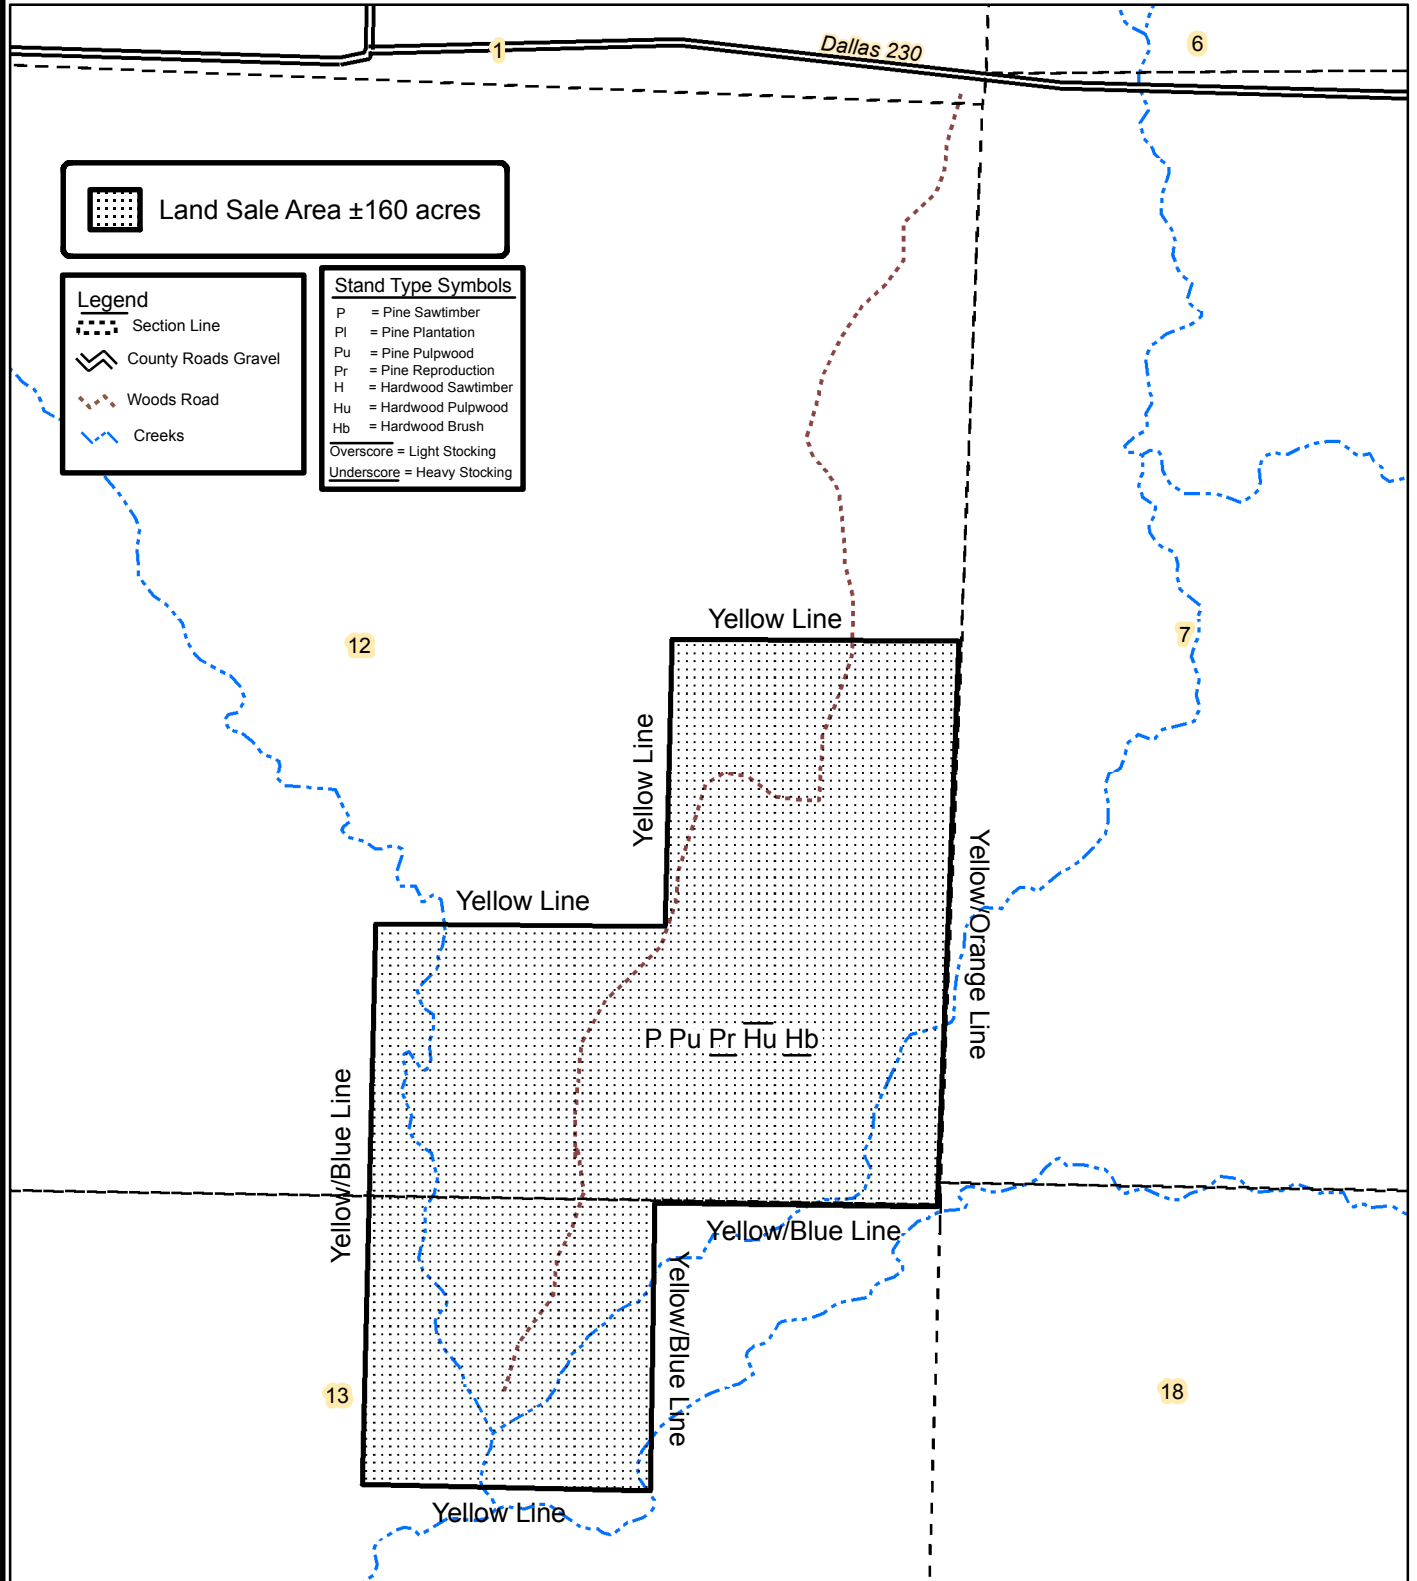 1
Dallas 230
6
Land Sale Area ±160 acres
Legend
Section Line
County Roads Gravel
Woods Road
Creeks
Stand Type Symbols
P = Pine Sawtimber
Pl = Pine Plantation
Pu = Pine Pulpwood
Pr = Pine Reproduction
H = Hardwood Sawtimber
Hu = Hardwood Pulpwood
Hb = Hardwood Brush
Overscore = Light Stocking
Underscore = Heavy Stocking
Yellow Line
12
7
Yellow Line
Yellow Line
Yellow/Orange Line
P Pu Pr Hu Hb
Yellow/Blue Line
Yellow/Blue Line
Yellow/Blue Line
13
18
Yellow Line